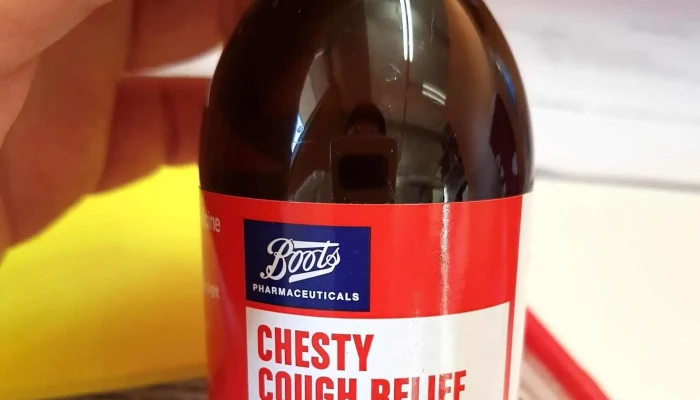 Boots
PHARMACEUTICALS
CHESTY
COUGH RELIEF